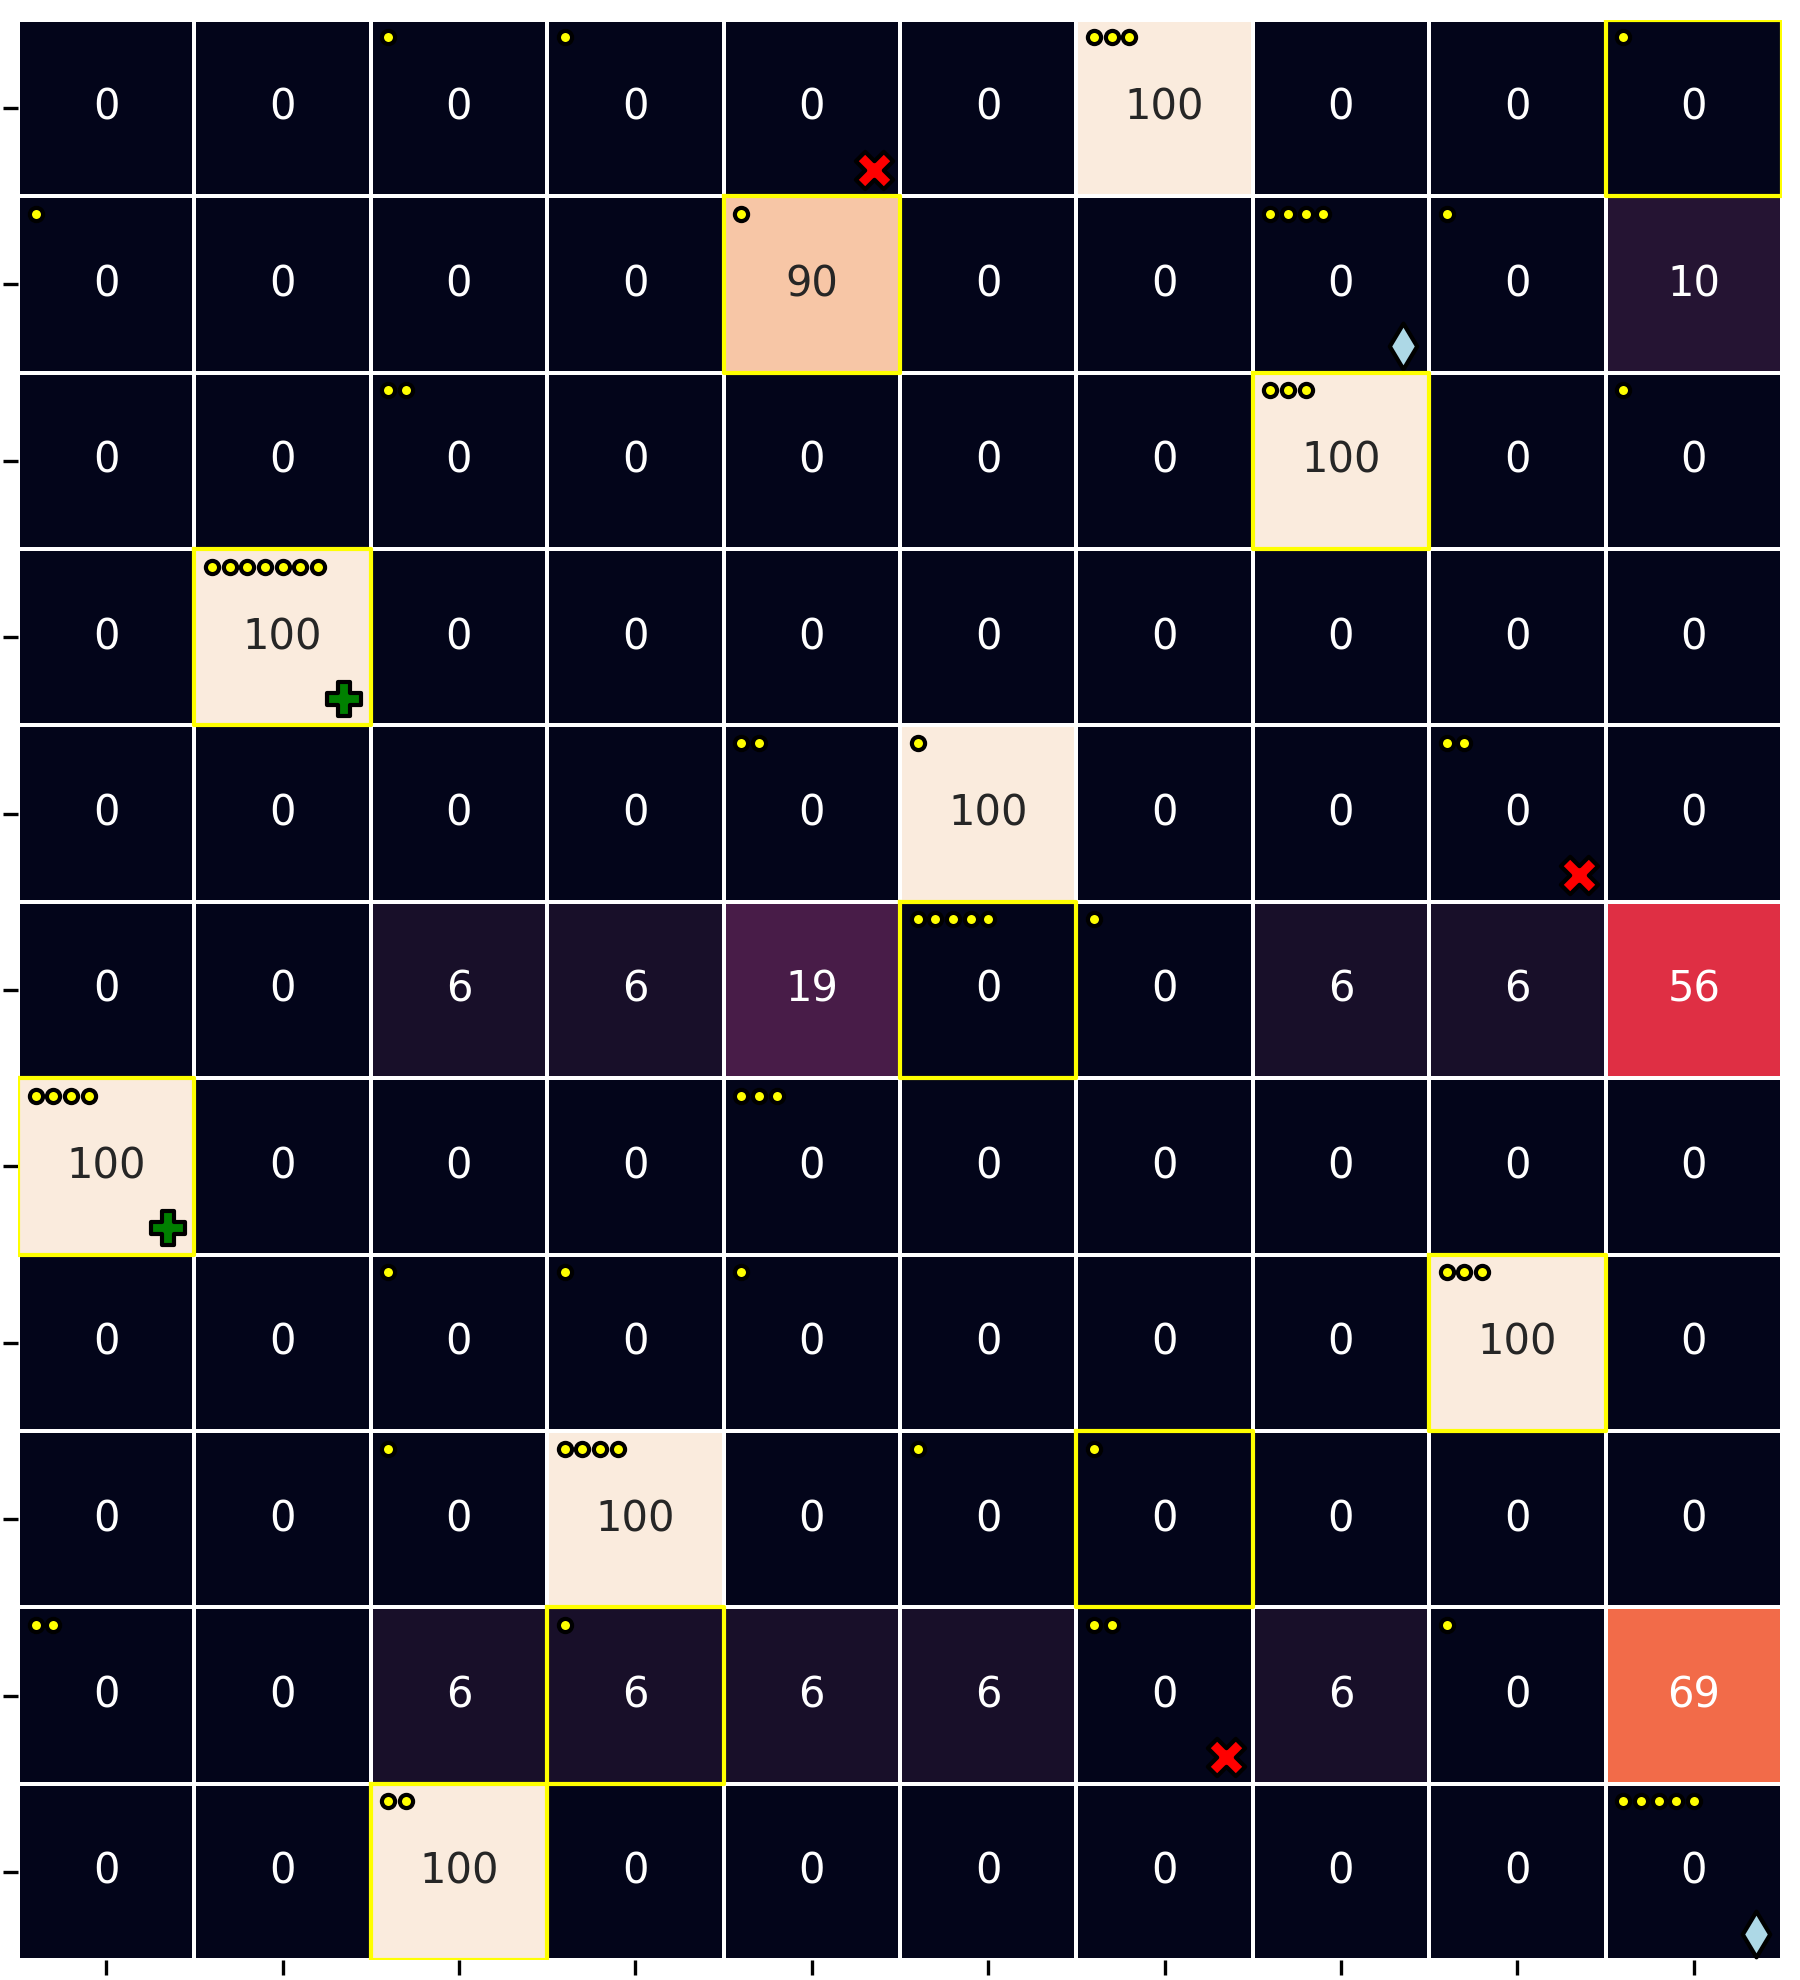 0 0 0 0 0 0 100 0 0 0
0 0 0 0 90 0 0 0 0 10
0 0 0 0 0 0 0 100 0 0
0 100 0 0 0 0 0 0 0 0
0 0 0 0 0 100 0 0 0 0
0 0 6 6 19 0 0 6 6 56
100 0 0 0 0 0 0 0 0 0
0 0 0 0 0 0 0 0 100 0
0 0 0 100 0 0 0 0 0 0
0 0 6 6 6 6 0 6 0 69
0 0 100 0 0 0 0 0 0 0